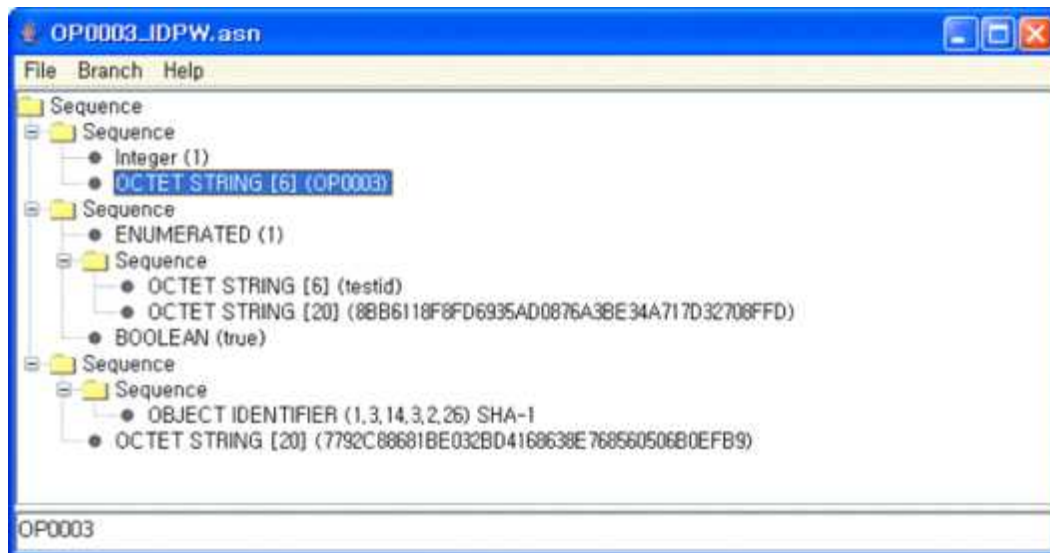 OP0003_IDPW.asn
File Branch Help
Sequence
Sequence
Integer (1)
OCTET STRING [6] (OP0003)
Sequence
ENUMERATED (1)
Sequence
OCTET STRING [6] (testid)
OCTET STRING [20] (8BB6118F8FD6935AD0876A3BE34A717D32708FFD)
BOOLEAN (true)
Sequence
Sequence
OBJECT IDENTIFIER (1,3,14,3,2,26) SHA-1
OCTET STRING [20] (7792C88681BE032BD4168638E768560506B0EFB9)
OP0003